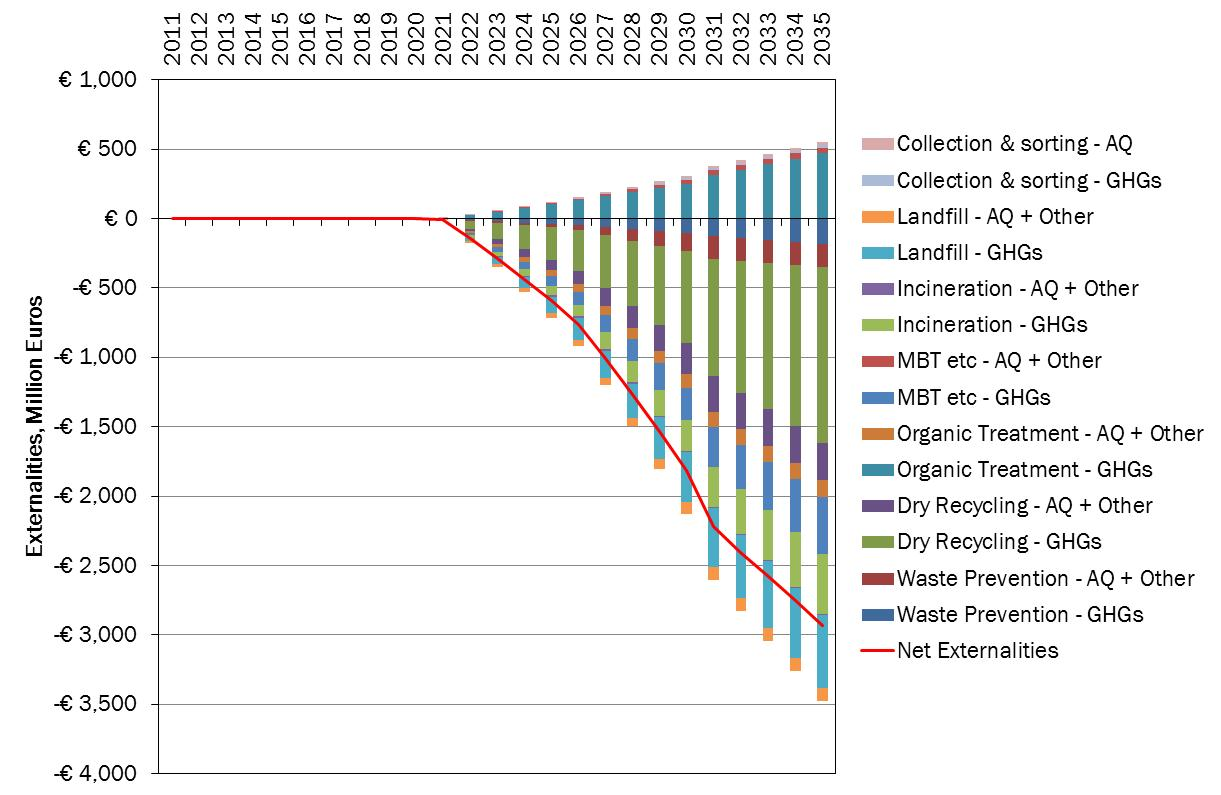 2011
2012
2013
2014
2015
2016
2017
2018
2019
2020
2021
2022
2023
2024
2025
2026
2027
2028
2029
2030
2031
2032
2033
2034
2035
€ 1,000
€ 500
€ 0
-€ 500
-€ 1,000
-€ 1,500
-€ 2,000
-€ 2,500
-€ 3,000
-€ 3,500
-€ 4,000
Externalities, Million Euros
Collection & sorting - AQ
Collection & sorting - GHGs
Landfill - AQ + Other
Landfill - GHGs
Incineration - AQ + Other
Incineration - GHGs
MBT etc - AQ + Other
MBT etc - GHGs
Organic Treatment - AQ + Other
Organic Treatment - GHGs
Dry Recycling - AQ + Other
Dry Recycling - GHGs
Waste Prevention - AQ + Other
Waste Prevention - GHGs
Net Externalities